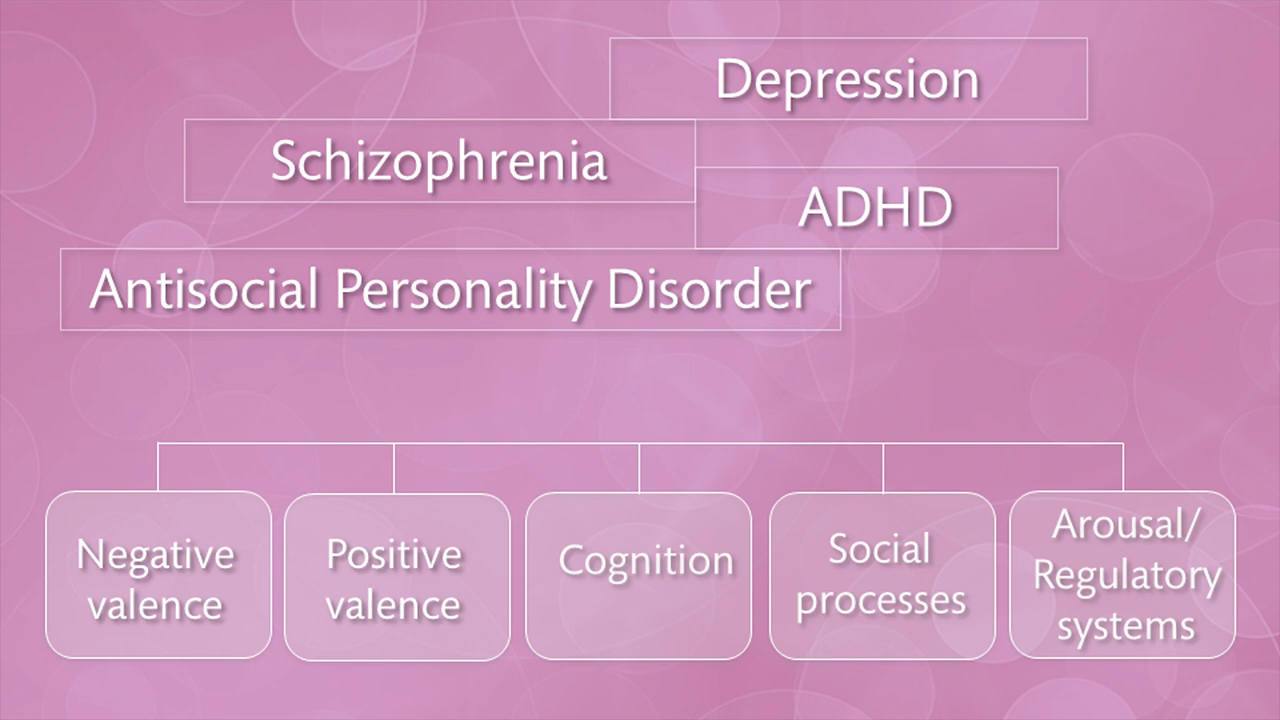 Depression
Schizophrenia
ADHD
Antisocial Personality Disorder
Negative
valence
Positive
valence
Cognition
Social
processes
Arousal/
Regulatory
systems